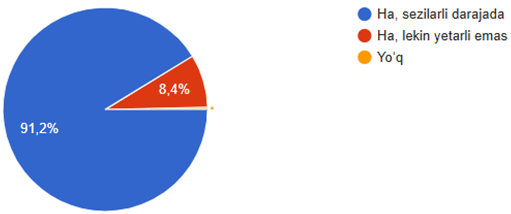 Ha, sezilarli darajada
Ha, lekin yetarli emas
Yo‘q
8,4%
91,2%